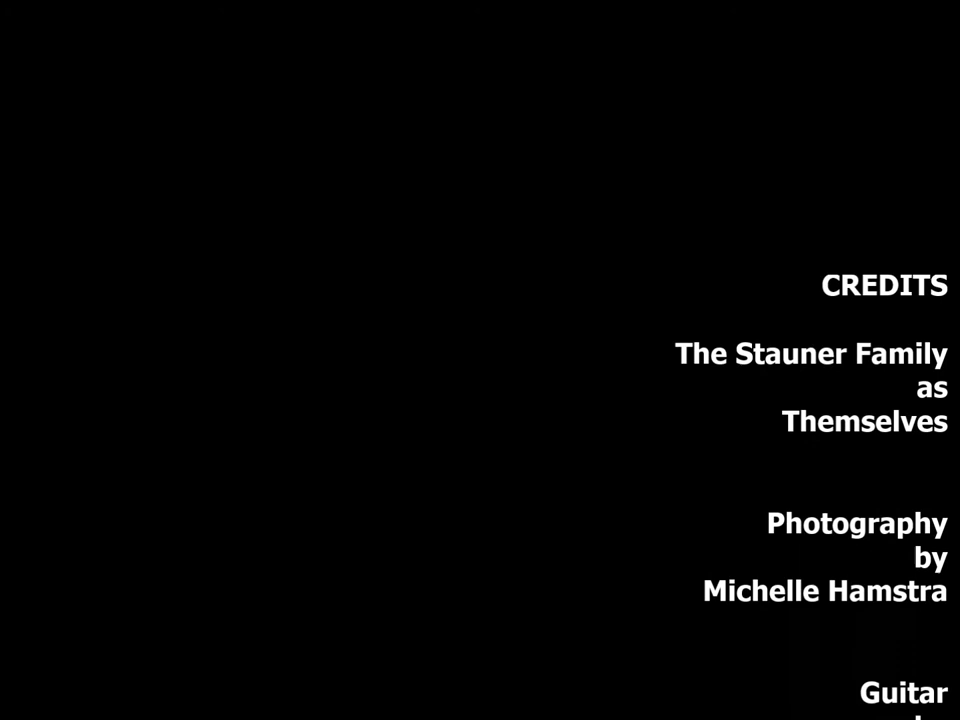 CREDITS
The Stauner Family
as
Themselves
Photography
by
Michelle Hamstra
Guitar